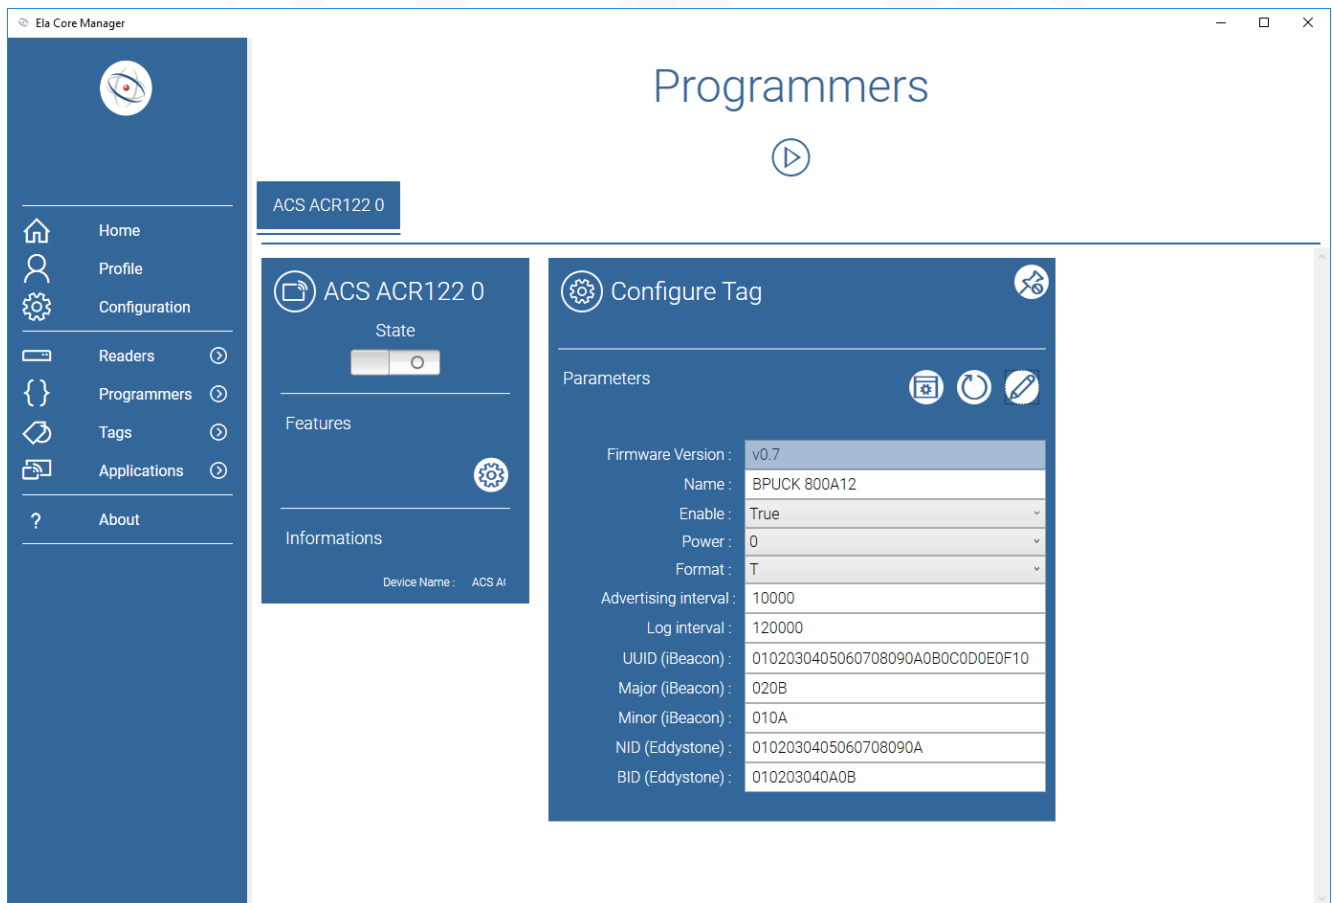 Ela Core Manager
Programmers
ACS ACR122 0
Home
Profile
Configuration
Readers
Programmers
Tags
Applications
? About
ACS ACR122 0
State
Features
Informations
Device Name : ACS A
Configure Tag
Parameters
Firmware Version : v0.7
Name : BPUCK 800A12
Enable : True
Power : 0
Format : T
Advertising interval : 10000
Log interval : 120000
UUID (iBeacon) : 0102030405060708090A0B0C0D0E0F10
Major (iBeacon) : 020B
Minor (iBeacon) : 010A
NID (Eddystone) : 0102030405060708090A
BID (Eddystone) : 010203040A0B